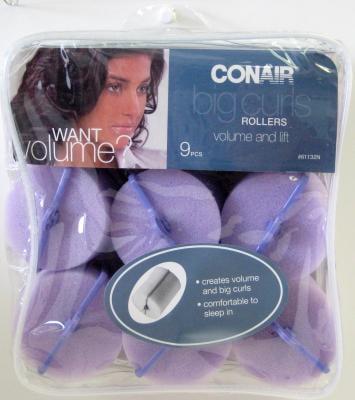 CONAIR
big curls
ROLLERS
volume and lift
WANT
volume?
9 PCS
#61132N
• creates volume
and big curls
• comfortable to
sleep in